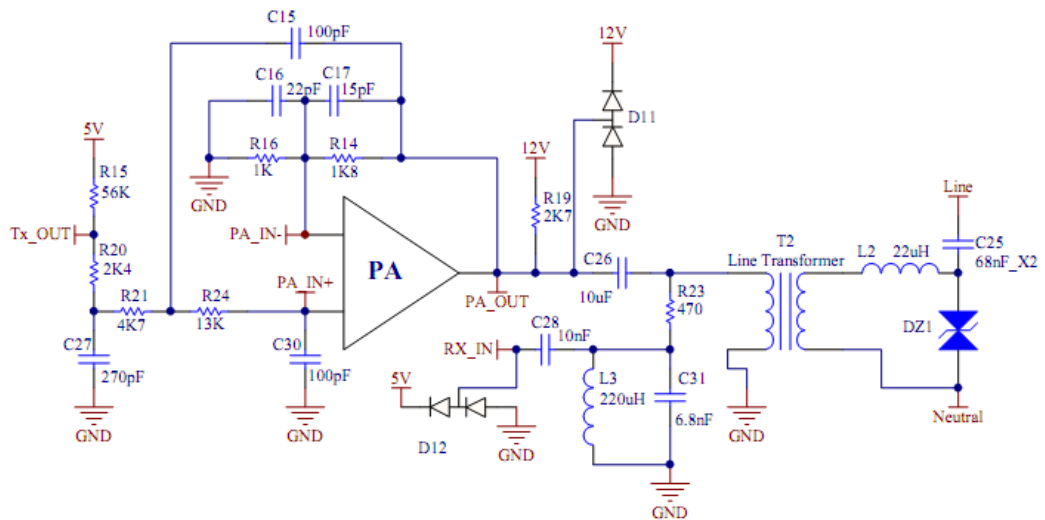 C15
100pF
12V
C16
C17
22pF
15pF
D11
5V
R16
R14
12V
1K
1K8
R15
56K
GND
R19
2K7
GND
Line
Tx_OUT
PA_IN-
R20
2K4
PA
T2
Line Transformer
L2
22uH
C25
68nF_X2
PA_IN+
C26
10uF
PA_OUT
R21
4K7
R24
13K
R23
470
DZ1
C27
270pF
C30
100pF
RX_IN
C28
10nF
5V
L3
220uH
C31
6.8nF
GND
GND
D12
GND
GND
Neutral
GND